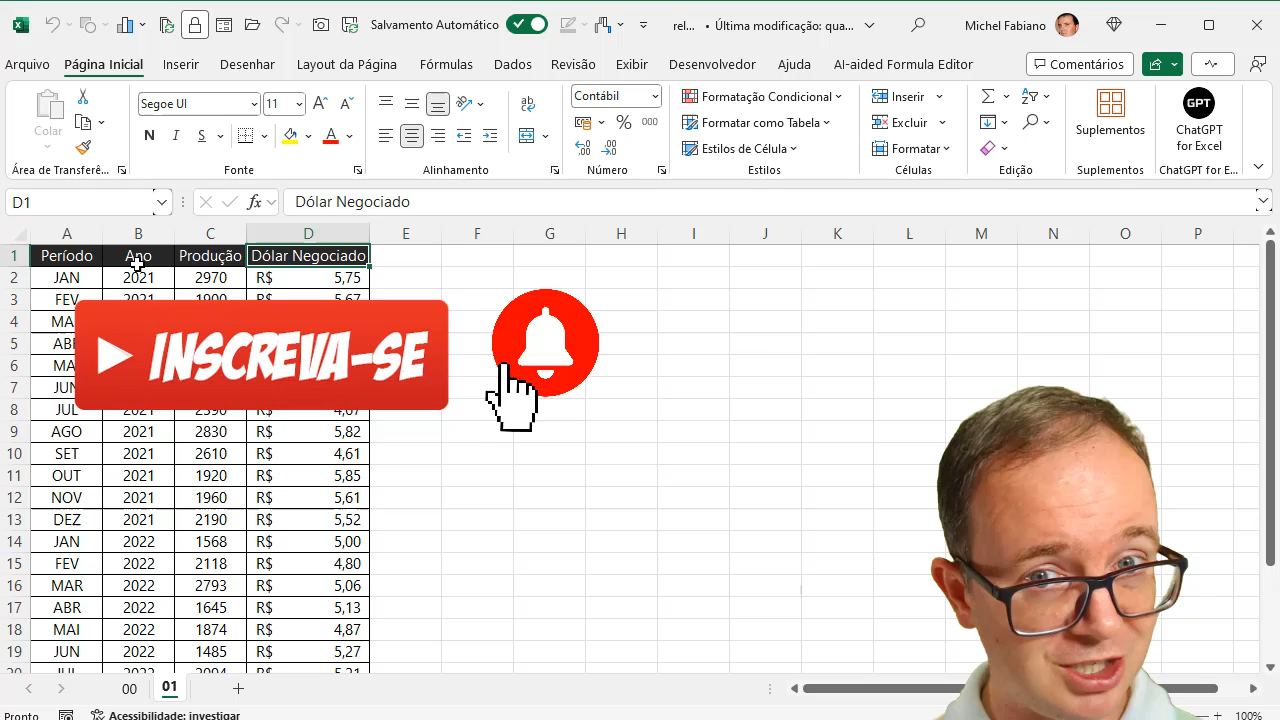 Salvamento Automático
rel... • Última modificação: qua...
Michel Fabiano
Arquivo Página Inicial Inserir Desenhar Layout da Página Fórmulas Dados Revisão Exibir Desenvolvedor Ajuda AI-aided Formula Editor Comentários
Colar
Área de Transferê...
Segoe UI 11
N I S
Fonte
ab
Alinhamento
Contábil
% 000
Número
Formatação Condicional
Formatar como Tabela
Estilos de Célula
Estilos
Inserir
Excluir
Formatar
Células
Edição
Suplementos
Suplementos
GPT
ChatGPT
for Excel
ChatGPT for E...
D1 fx Dólar Negociado
A B C D E F G H I J K L M N O P
1 Período Ano Produção Dólar Negociado
2 JAN 2021 2970 R$ 5,75
3 FEV 2021 1900 R$ 5,67
4 MA
5 ABR
6 MA
7 JUN
INSCREVA-SE
8 JUL 2021 2390 R$ 4,67
9 AGO 2021 2830 R$ 5,82
10 SET 2021 2610 R$ 4,61
11 OUT 2021 1920 R$ 5,85
12 NOV 2021 1960 R$ 5,61
13 DEZ 2021 2190 R$ 5,52
14 JAN 2022 1568 R$ 5,00
15 FEV 2022 2118 R$ 4,80
16 MAR 2022 2793 R$ 5,06
17 ABR 2022 1645 R$ 5,13
18 MAI 2022 1874 R$ 4,87
19 JUN 2022 1485 R$ 5,27
20 JUL 2022 2094 R$ 5,21
00 01
Pronto Acessibilidade: investigar 100%